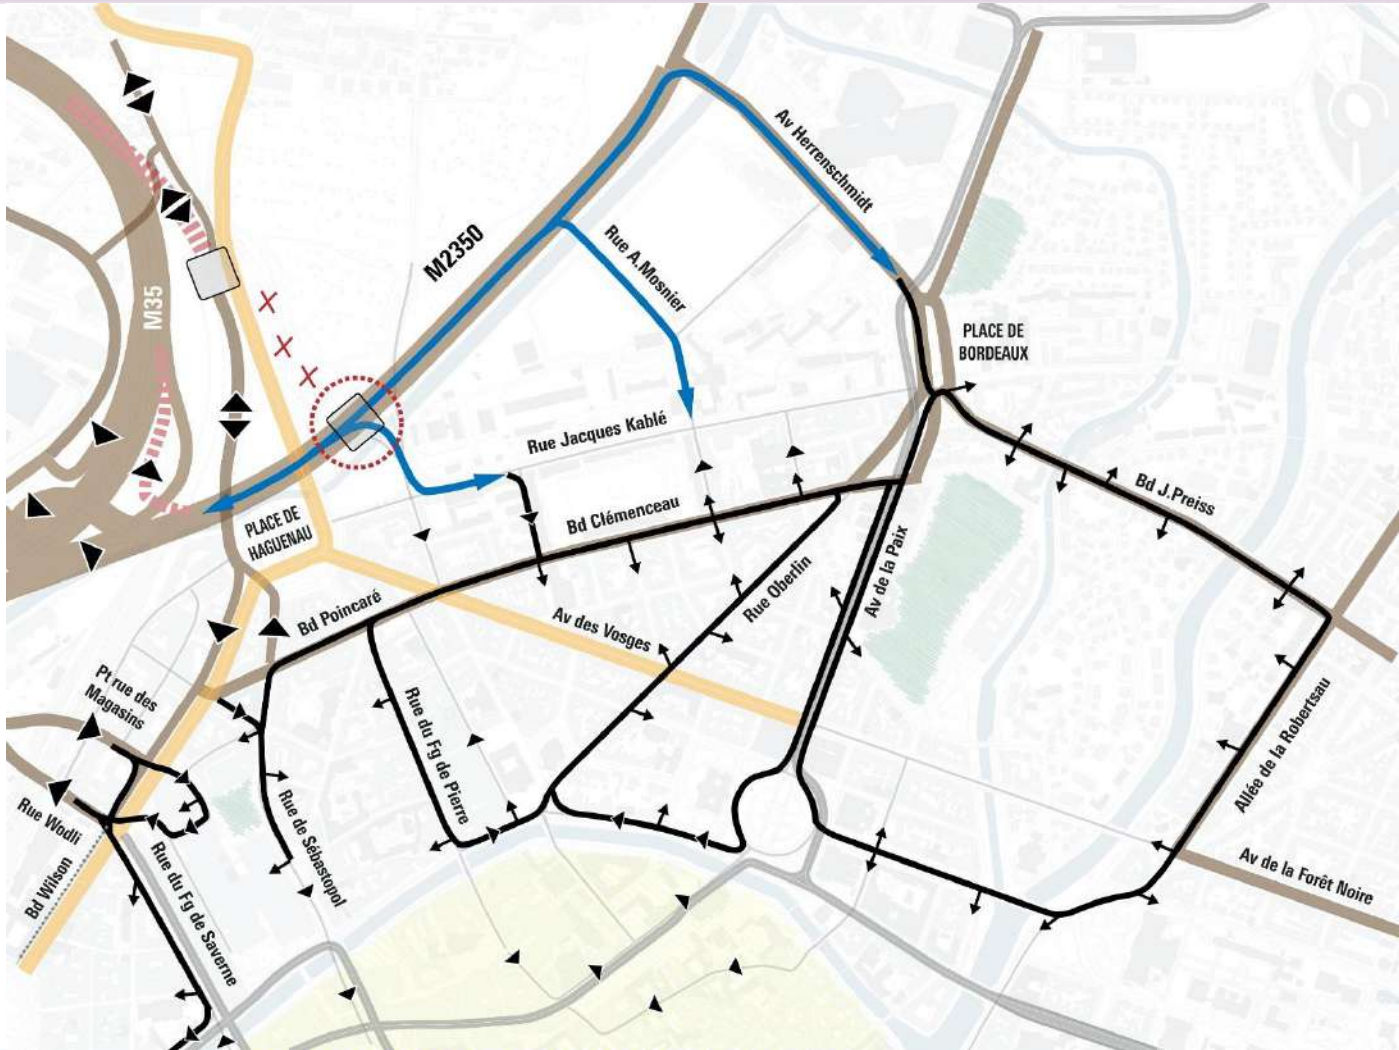 Av Herrenschmidt
M2350
Rue A.Mosnier
M35
PLACE DE
BORDEAUX
Rue Jacques Kablé
Bd J.Preiss
Bd Clémenceau
PLACE DE
HAGUENAU
Av de la Paix
Rue Oberlin
Bd Poincaré
Av des Vosges
Pt rue des
Magasins
Rue du Fg de Pierre
Allée de la Robertsau
Rue Wodli
Rue de Sébastopol
Av de la Forêt Noire
Bd Wilson
Rue du Fg de Saverne